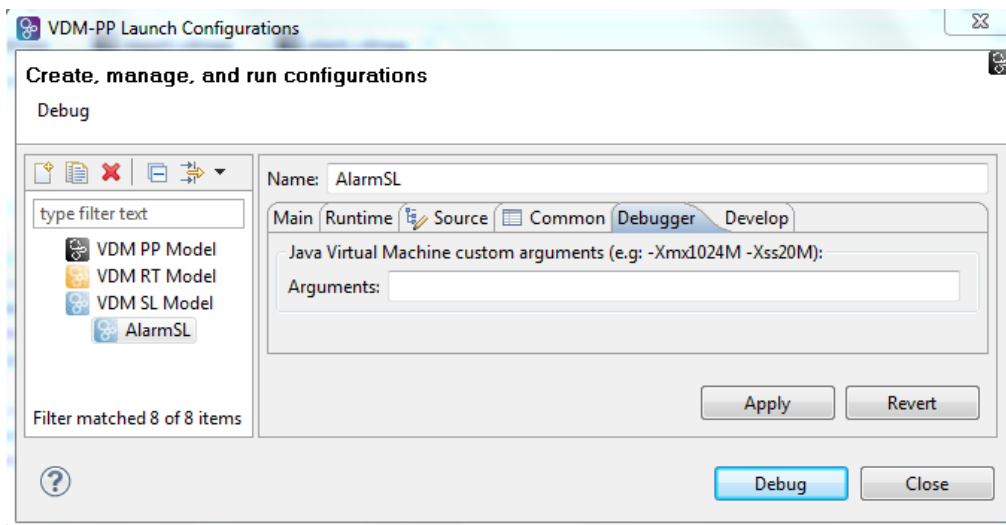 VDM-PP Launch Configurations
Create, manage, and run configurations
Debug
type filter text
VDM PP Model
VDM RT Model
VDM SL Model
AlarmSL
Filter matched 8 of 8 items
Name: AlarmSL
Main Runtime Source Common Debugger Develop
Java Virtual Machine custom arguments (e.g: -Xmx1024M -Xss20M):
Arguments:
Apply Revert
? Debug Close